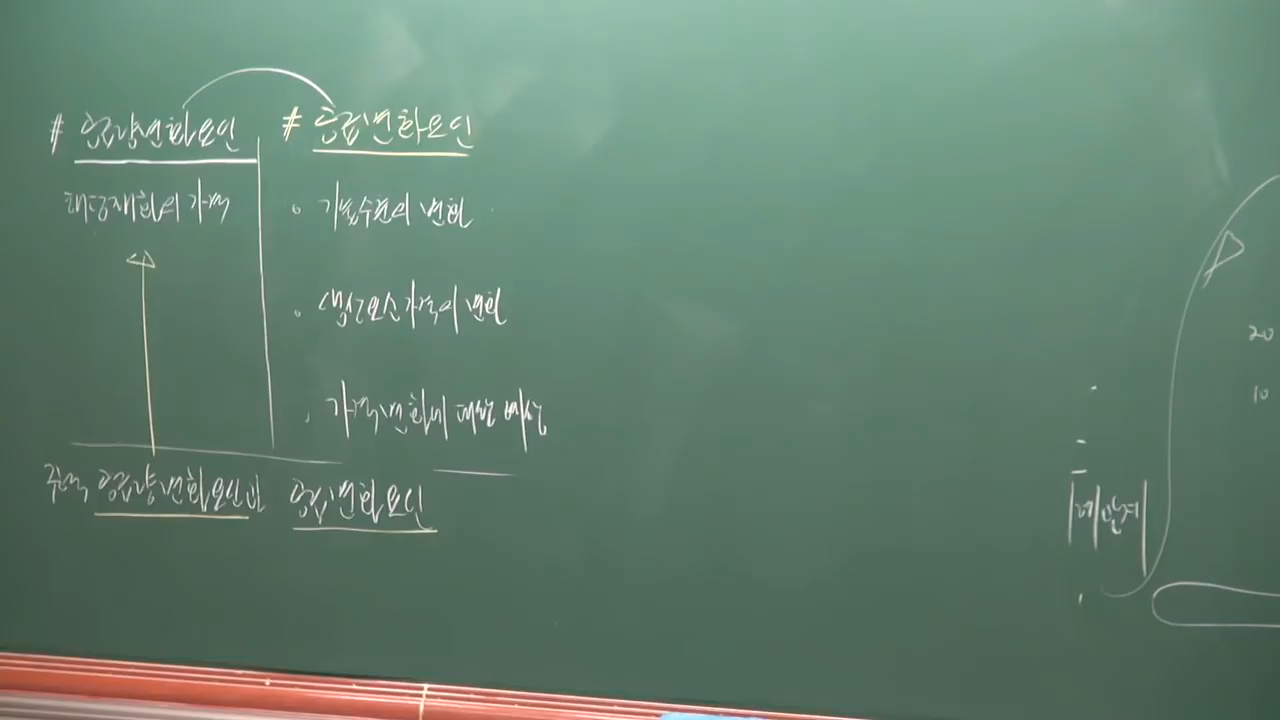 # 공급량변화요인
해당재화의 가격
# 공급변화요인
기술수준의 변화
생산요소가격의 변화
가격변화에 대한 예상
공급량변화요인과 공급변화요인
20
10